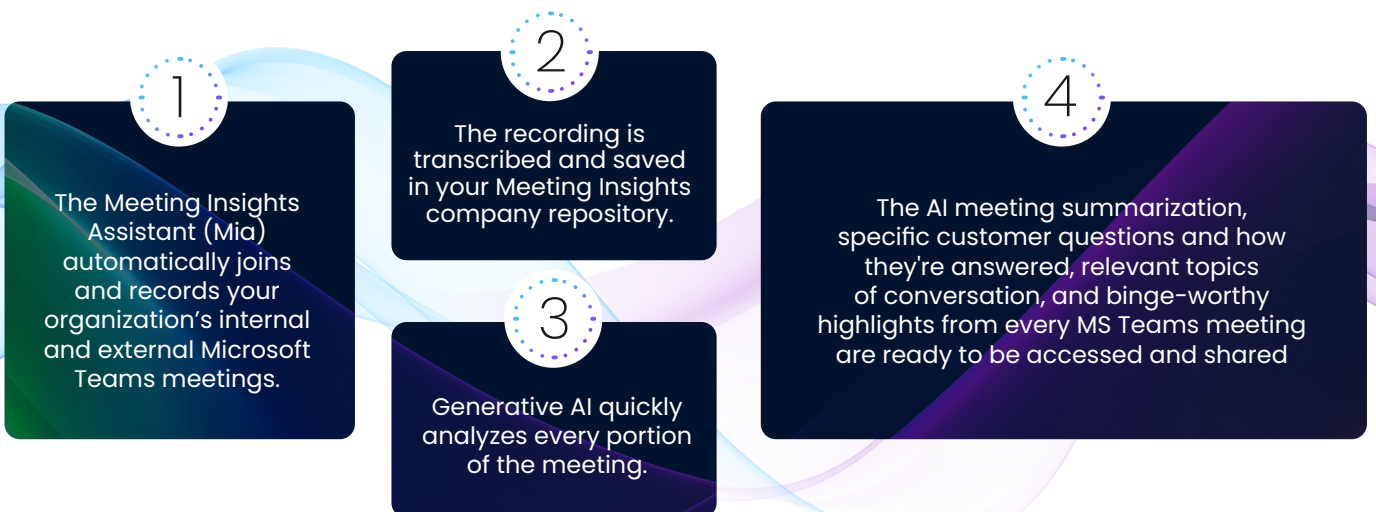 1
The Meeting Insights
Assistant (Mia)
automatically joins
and records your
organization’s internal
and external Microsoft
Teams meetings.
2
The recording is
transcribed and saved
in your Meeting Insights
company repository.
3
Generative AI quickly
analyzes every portion
of the meeting.
4
The AI meeting summarization,
specific customer questions and how
they're answered, relevant topics
of conversation, and binge-worthy
highlights from every MS Teams meeting
are ready to be accessed and shared